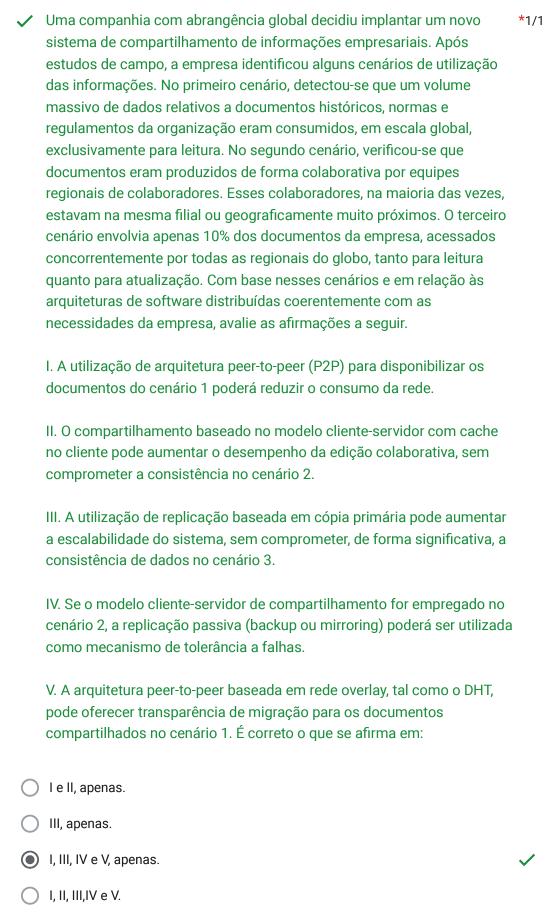 Uma companhia com abrangência global decidiu implantar um novo *1/1
sistema de compartilhamento de informações empresariais. Após
estudos de campo, a empresa identificou alguns cenários de utilização
das informações. No primeiro cenário, detectou-se que um volume
massivo de dados relativos a documentos históricos, normas e
regulamentos da organização eram consumidos, em escala global,
exclusivamente para leitura. No segundo cenário, verificou-se que
documentos eram produzidos de forma colaborativa por equipes
regionais de colaboradores. Esses colaboradores, na maioria das vezes,
estavam na mesma filial ou geograficamente muito próximos. O terceiro
cenário envolvia apenas 10% dos documentos da empresa, acessados
concorrentemente por todas as regionais do globo, tanto para leitura
quanto para atualização. Com base nesses cenários e em relação às
arquiteturas de software distribuídas coerentemente com as
necessidades da empresa, avalie as afirmações a seguir.
I. A utilização de arquitetura peer-to-peer (P2P) para disponibilizar os
documentos do cenário 1 poderá reduzir o consumo da rede.
II. O compartilhamento baseado no modelo cliente-servidor com cache
no cliente pode aumentar o desempenho da edição colaborativa, sem
comprometer a consistência no cenário 2.
III. A utilização de replicação baseada em cópia primária pode aumentar
a escalabilidade do sistema, sem comprometer, de forma significativa, a
consistência de dados no cenário 3.
IV. Se o modelo cliente-servidor de compartilhamento for empregado no
cenário 2, a replicação passiva (backup ou mirroring) poderá ser utilizada
como mecanismo de tolerância a falhas.
V. A arquitetura peer-to-peer baseada em rede overlay, tal como o DHT,
pode oferecer transparência de migração para os documentos
compartilhados no cenário 1. É correto o que se afirma em:
I e II, apenas.
III, apenas.
I, III, IV e V, apenas.
I, II, III,IV e V.